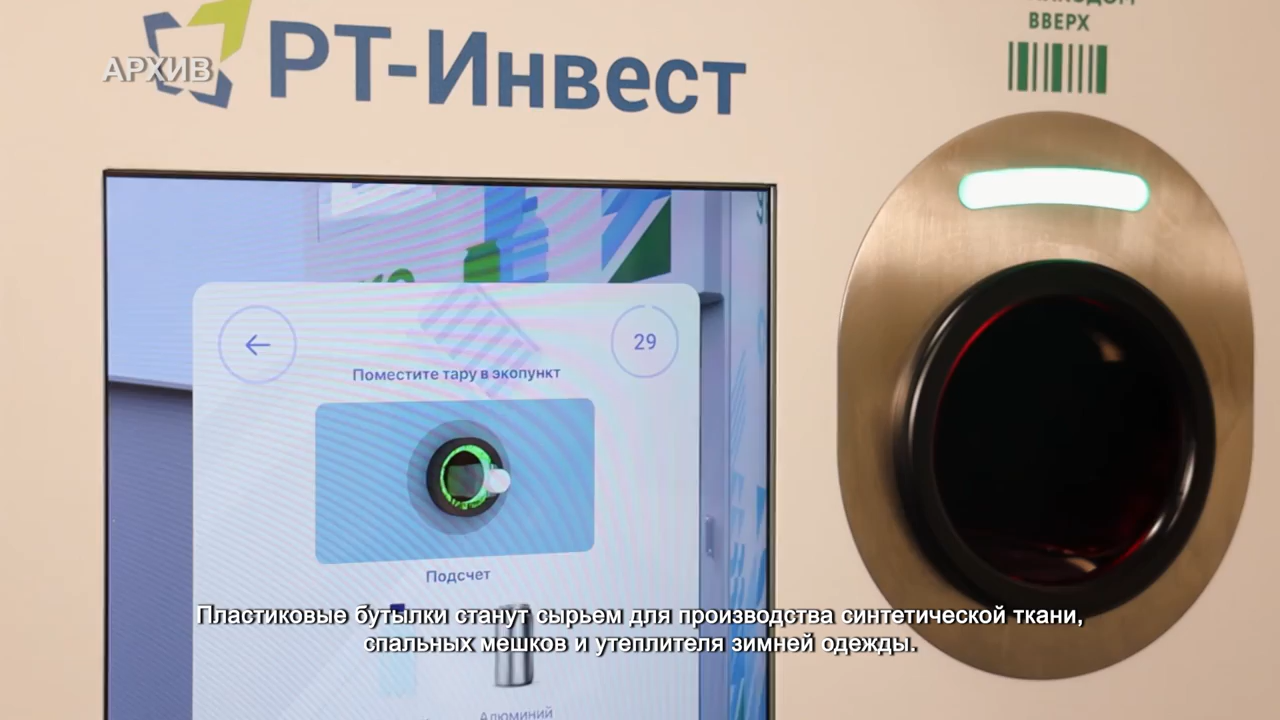 ВВЕРХ
АРХИВ
РТ-Инвест
29
Поместите тару в экопункт
Подсчет
Пластиковые бутылки станут сырьем для производства синтетической ткани,
спальных мешков и утеплителя зимней одежды.
Алюминий